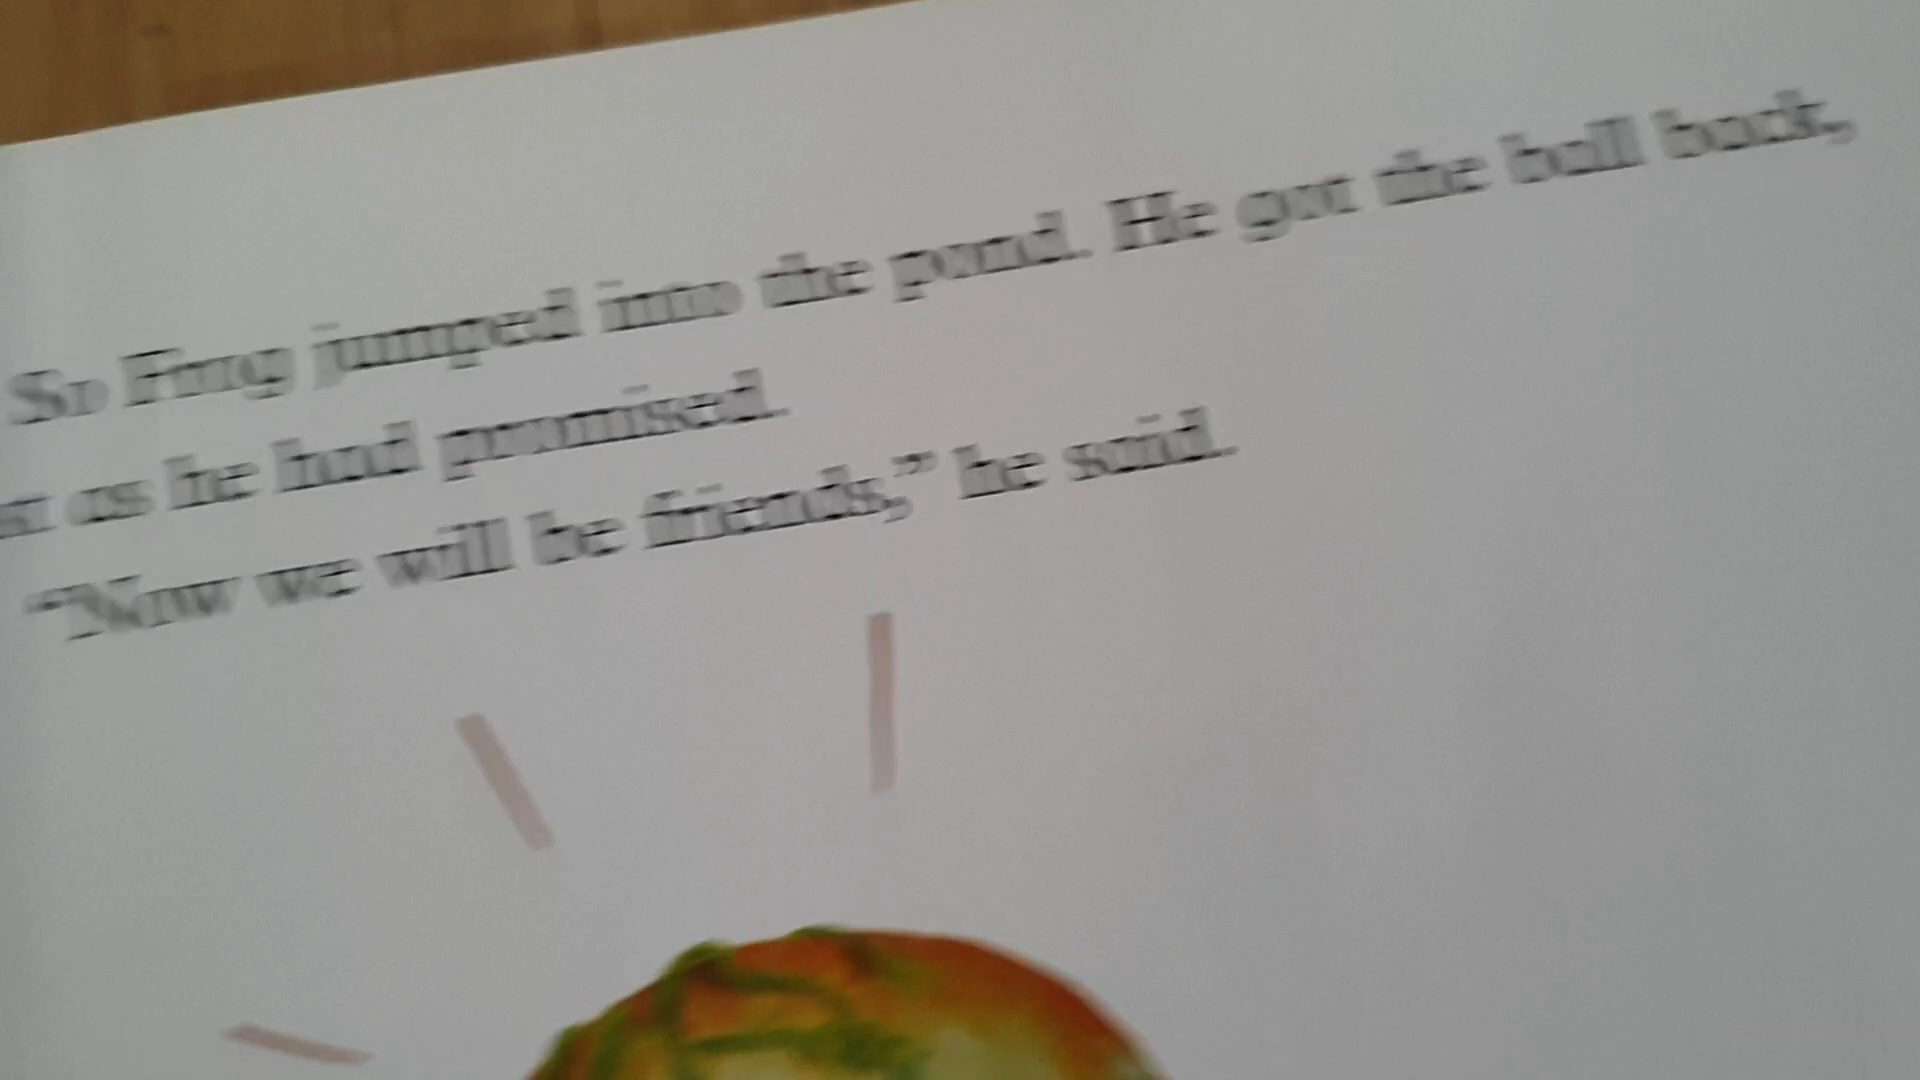 So Frog jumped into the pond. He got the ball back,
as he had promised.
“Now we will be friends,” he said.